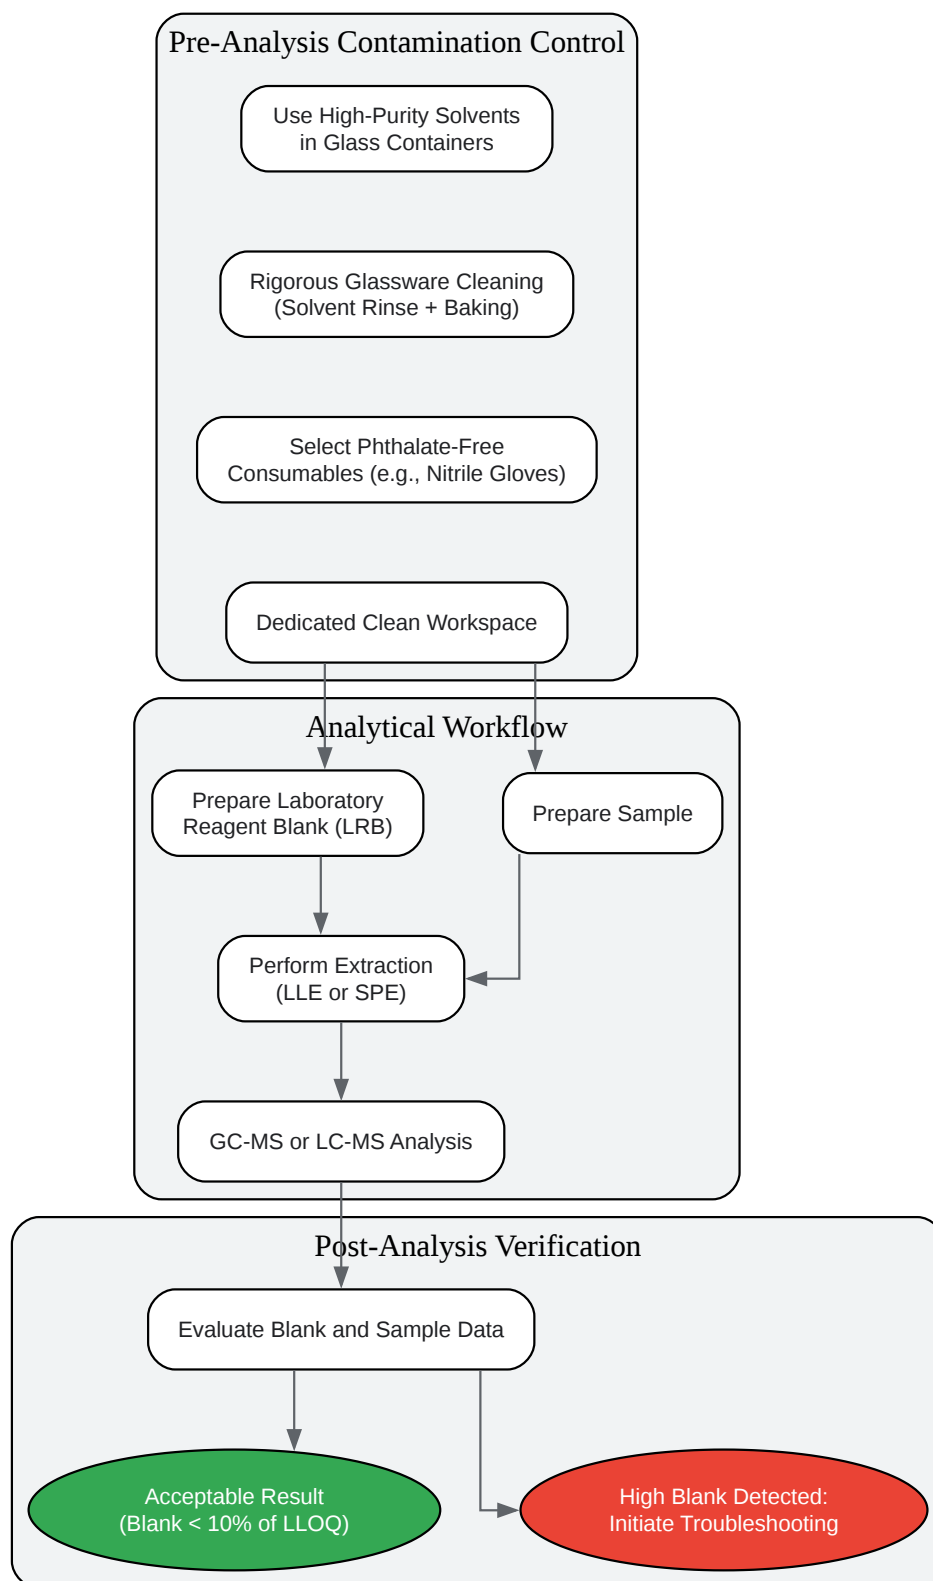 Pre-Analysis Contamination Control
Use High-Purity Solvents
in Glass Containers
Rigorous Glassware Cleaning
(Solvent Rinse + Baking)
Select Phthalate-Free
Consumables (e.g., Nitrile Gloves)
Dedicated Clean Workspace
Analytical Workflow
Prepare Laboratory
Reagent Blank (LRB)
Prepare Sample
Perform Extraction
(LLE or SPE)
GC-MS or LC-MS Analysis
Post-Analysis Verification
Evaluate Blank and Sample Data
Acceptable Result
(Blank < 10% of LLOQ)
High Blank Detected:
Initiate Troubleshooting